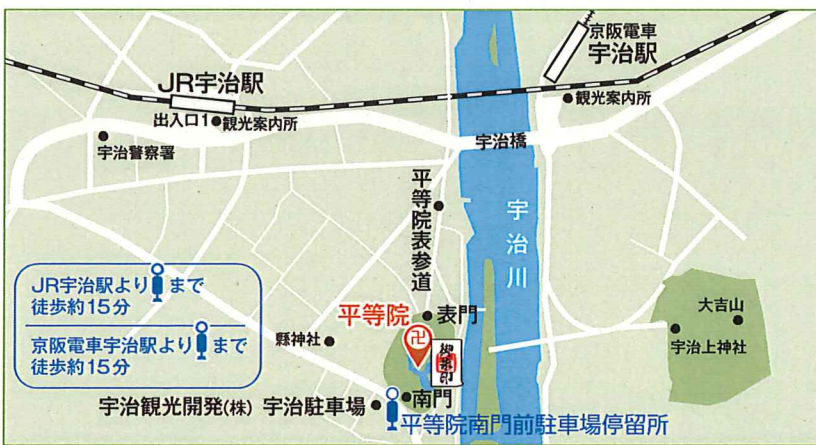 京阪電車
宇治駅
JR宇治駅
出入口1
観光案内所
観光案内所
宇治警察署
宇治橋
平等院表参道
宇治川
JR宇治駅より まで
徒歩約15分
京阪電車宇治駅より まで
徒歩約15分
平等院
表門
大吉山
縣神社
宇治上神社
御朱印
南門
宇治観光開発(株) 宇治駐車場
平等院南門前駐車場停留所